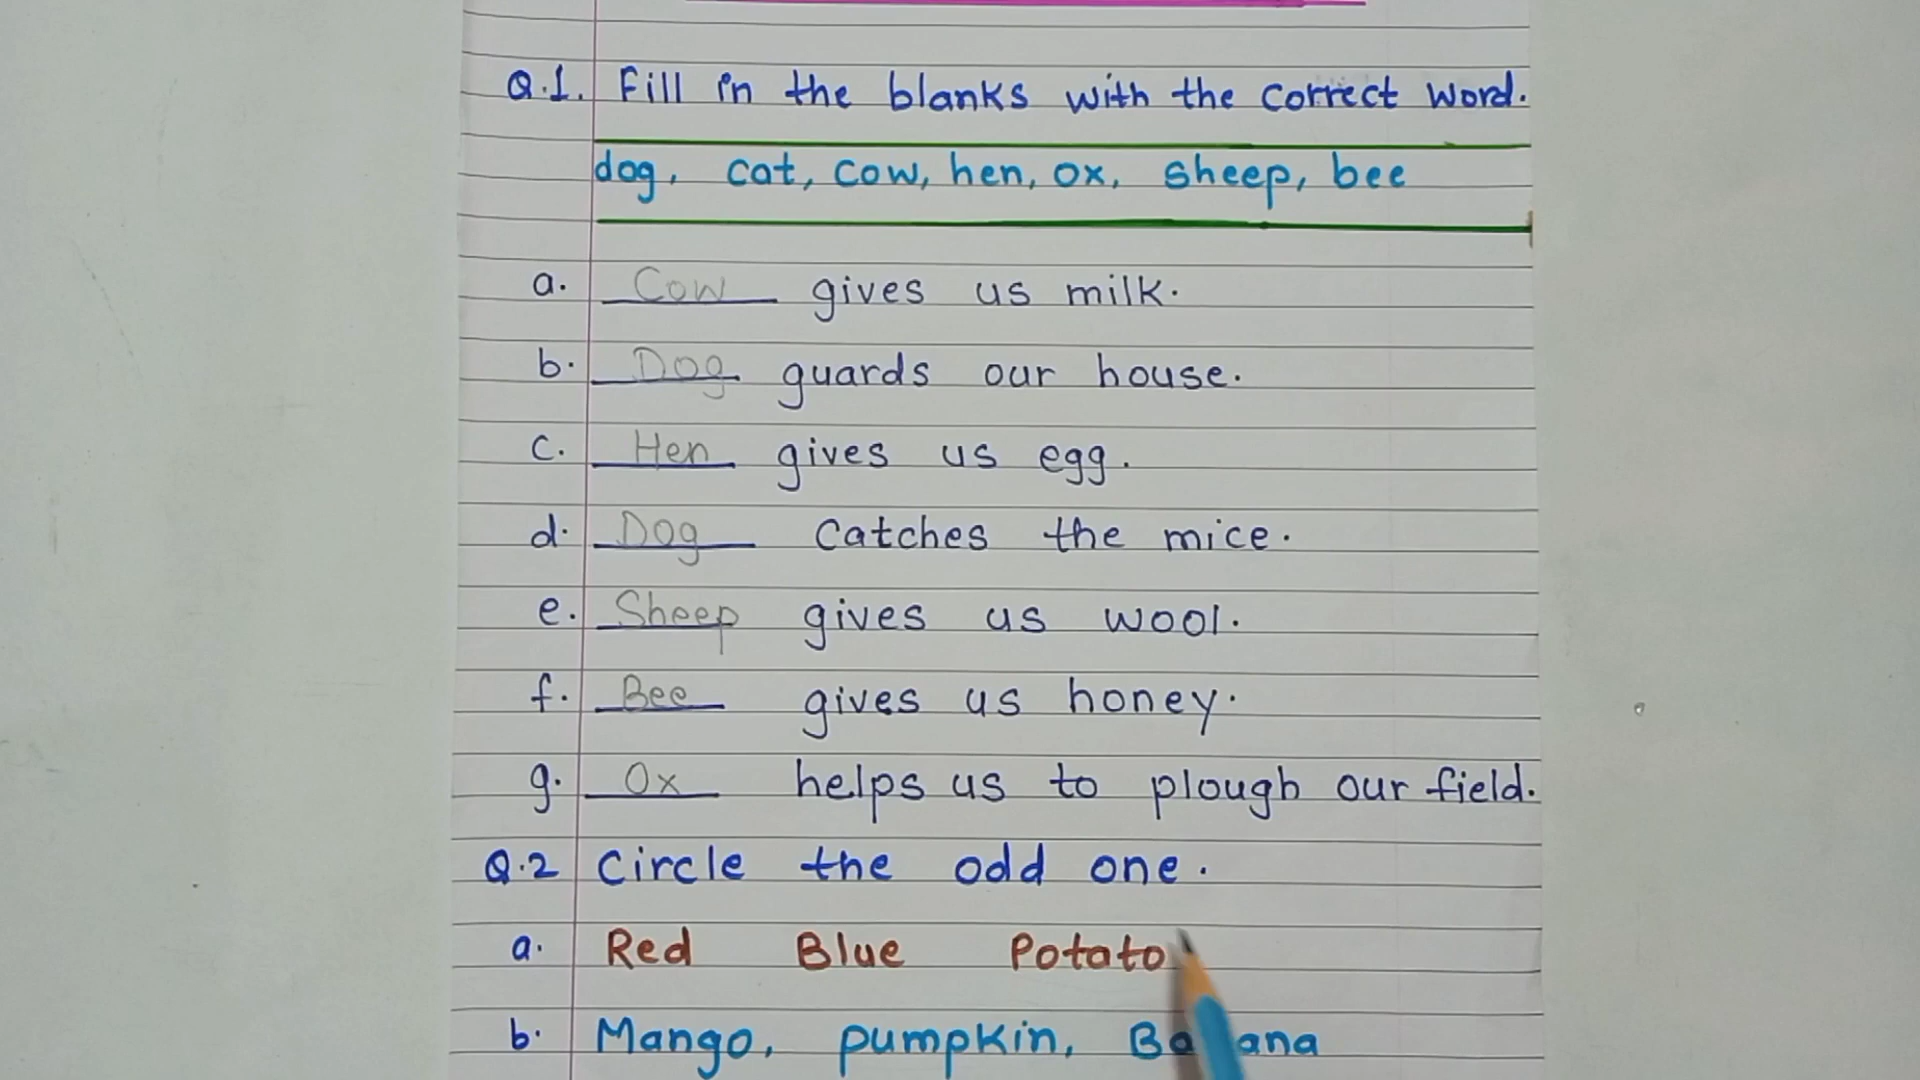 Q.1. Fill in the blanks with the correct word.
dog, cat, cow, hen, ox, sheep, bee
a. Cow gives us milk.
b. Dog guards our house.
c. Hen gives us egg.
d. Dog catches the mice.
e. Sheep gives us wool.
f. Bee gives us honey.
g. Ox helps us to plough our field.
Q.2 Circle the odd one.
a. Red Blue Potato
b. Mango, pumpkin, Banana